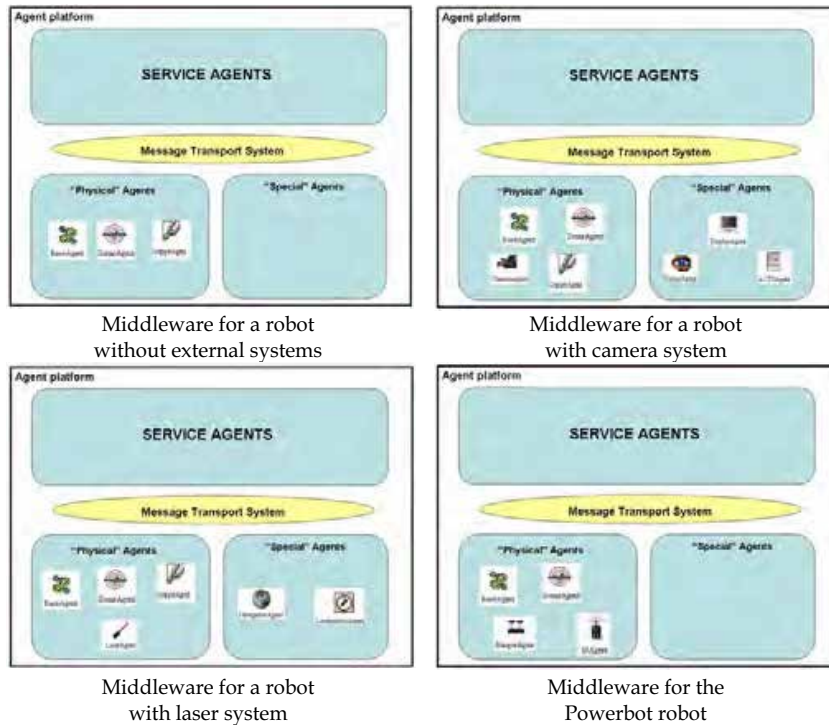 Agent platform
SERVICE AGENTS
Message Transport System
"Physical" Agents
"Special" Agents
Middleware for a robot
without external systems
Agent platform
SERVICE AGENTS
Message Transport System
"Physical" Agents
"Special" Agents
Middleware for a robot
with camera system
Agent platform
SERVICE AGENTS
Message Transport System
"Physical" Agents
"Special" Agents
Middleware for a robot
with laser system
Agent platform
SERVICE AGENTS
Message Transport System
"Physical" Agents
"Special" Agents
Middleware for the
Powerbot robot